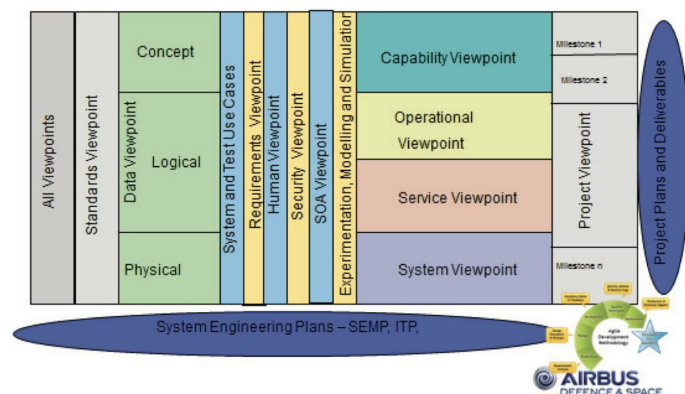 All Viewpoints
Standards Viewpoint
Data Viewpoint
Concept
Logical
Physical
System and Test Use Cases
Requirements Viewpoint
Human Viewpoint
Security Viewpoint
SOA Viewpoint
Experimentation, Modelling and Simulation
Capability Viewpoint
Operational
Viewpoint
Service Viewpoint
System Viewpoint
Milestone 1
Milestone 2
Project Viewpoint
Milestone n
Project Plans and Deliverables
System Engineering Plans – SEMP, ITP,
Agile
Development
Methodology
AIRBUS
DEFENCE & SPACE